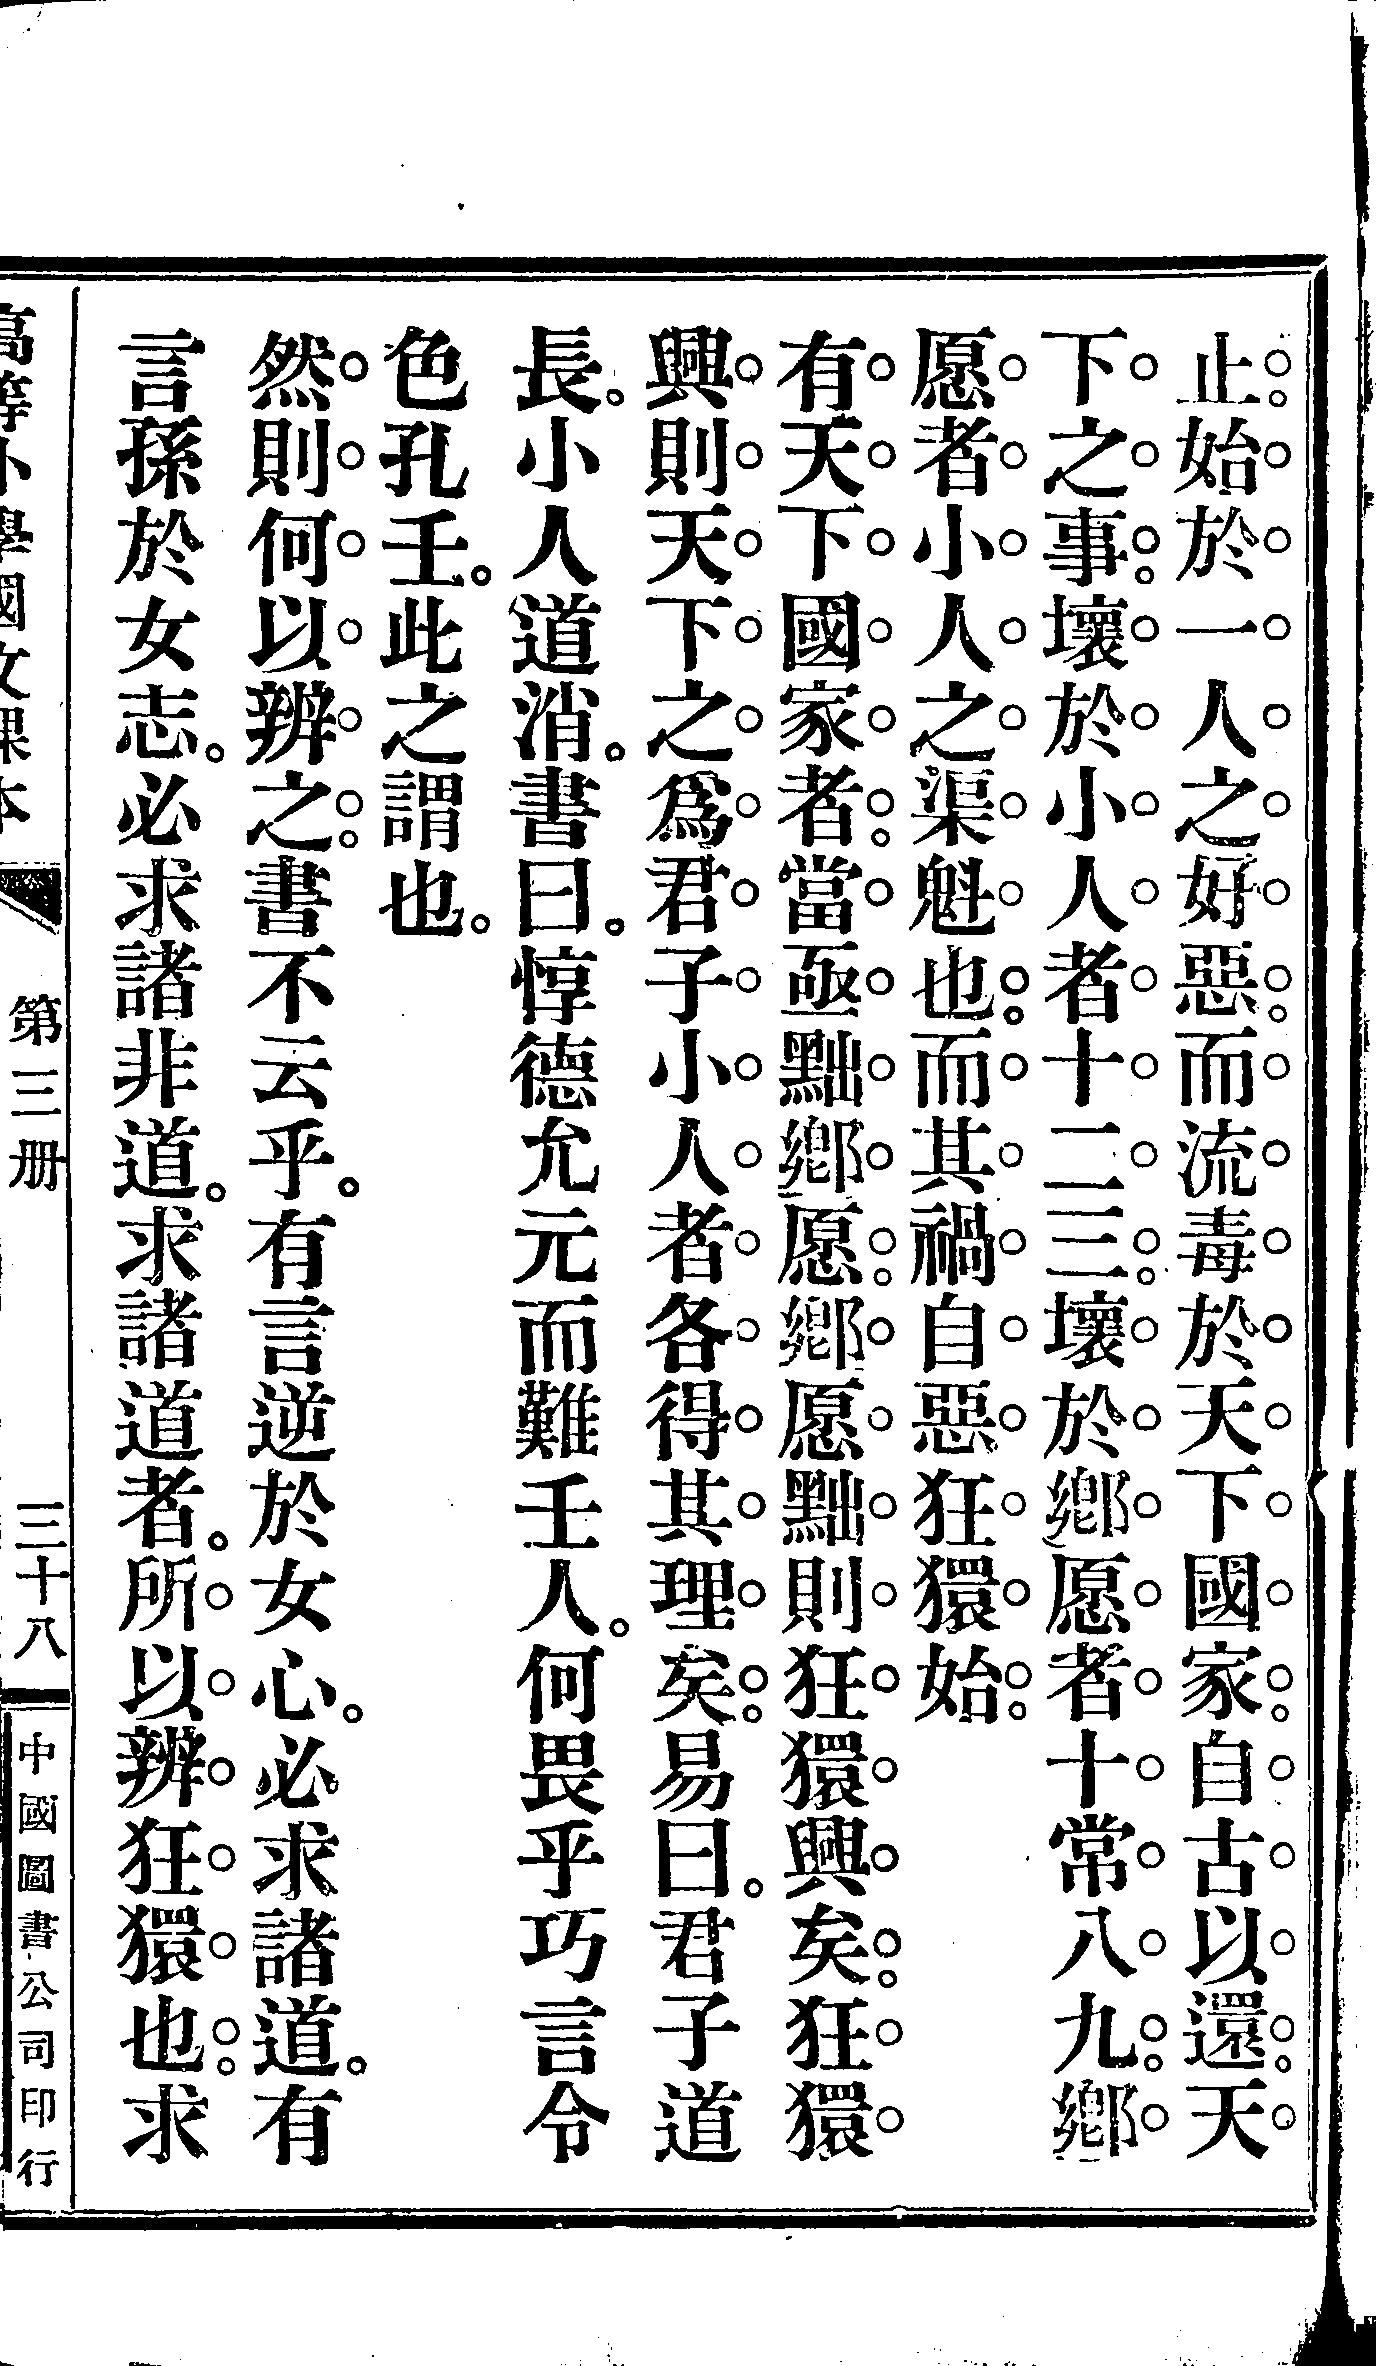 止。始於一人之好惡。而流毒於天下國家。自古以還。天
下之事。壞於小人者十二三。壞於鄉愿者十常八九。鄉
愿者小人之渠魁也。而其禍自惡狂獧始。
有天下國家者。當亟黜鄉愿。鄉愿黜則狂獧興矣。狂獧
興則天下之爲君子小人者各得其理矣。易曰。君子道
長。小人道消。書曰。惇德允元而難壬人。何畏乎巧言令
色孔壬。此之謂也。
然則何以辨之。書不云乎。有言逆於女心。必求諸道。有
言孫於女志。必求諸非道。求諸道者。所以辨狂獧也。求
高等小學國文課本
第三册
三十八
中國圖書公司印行